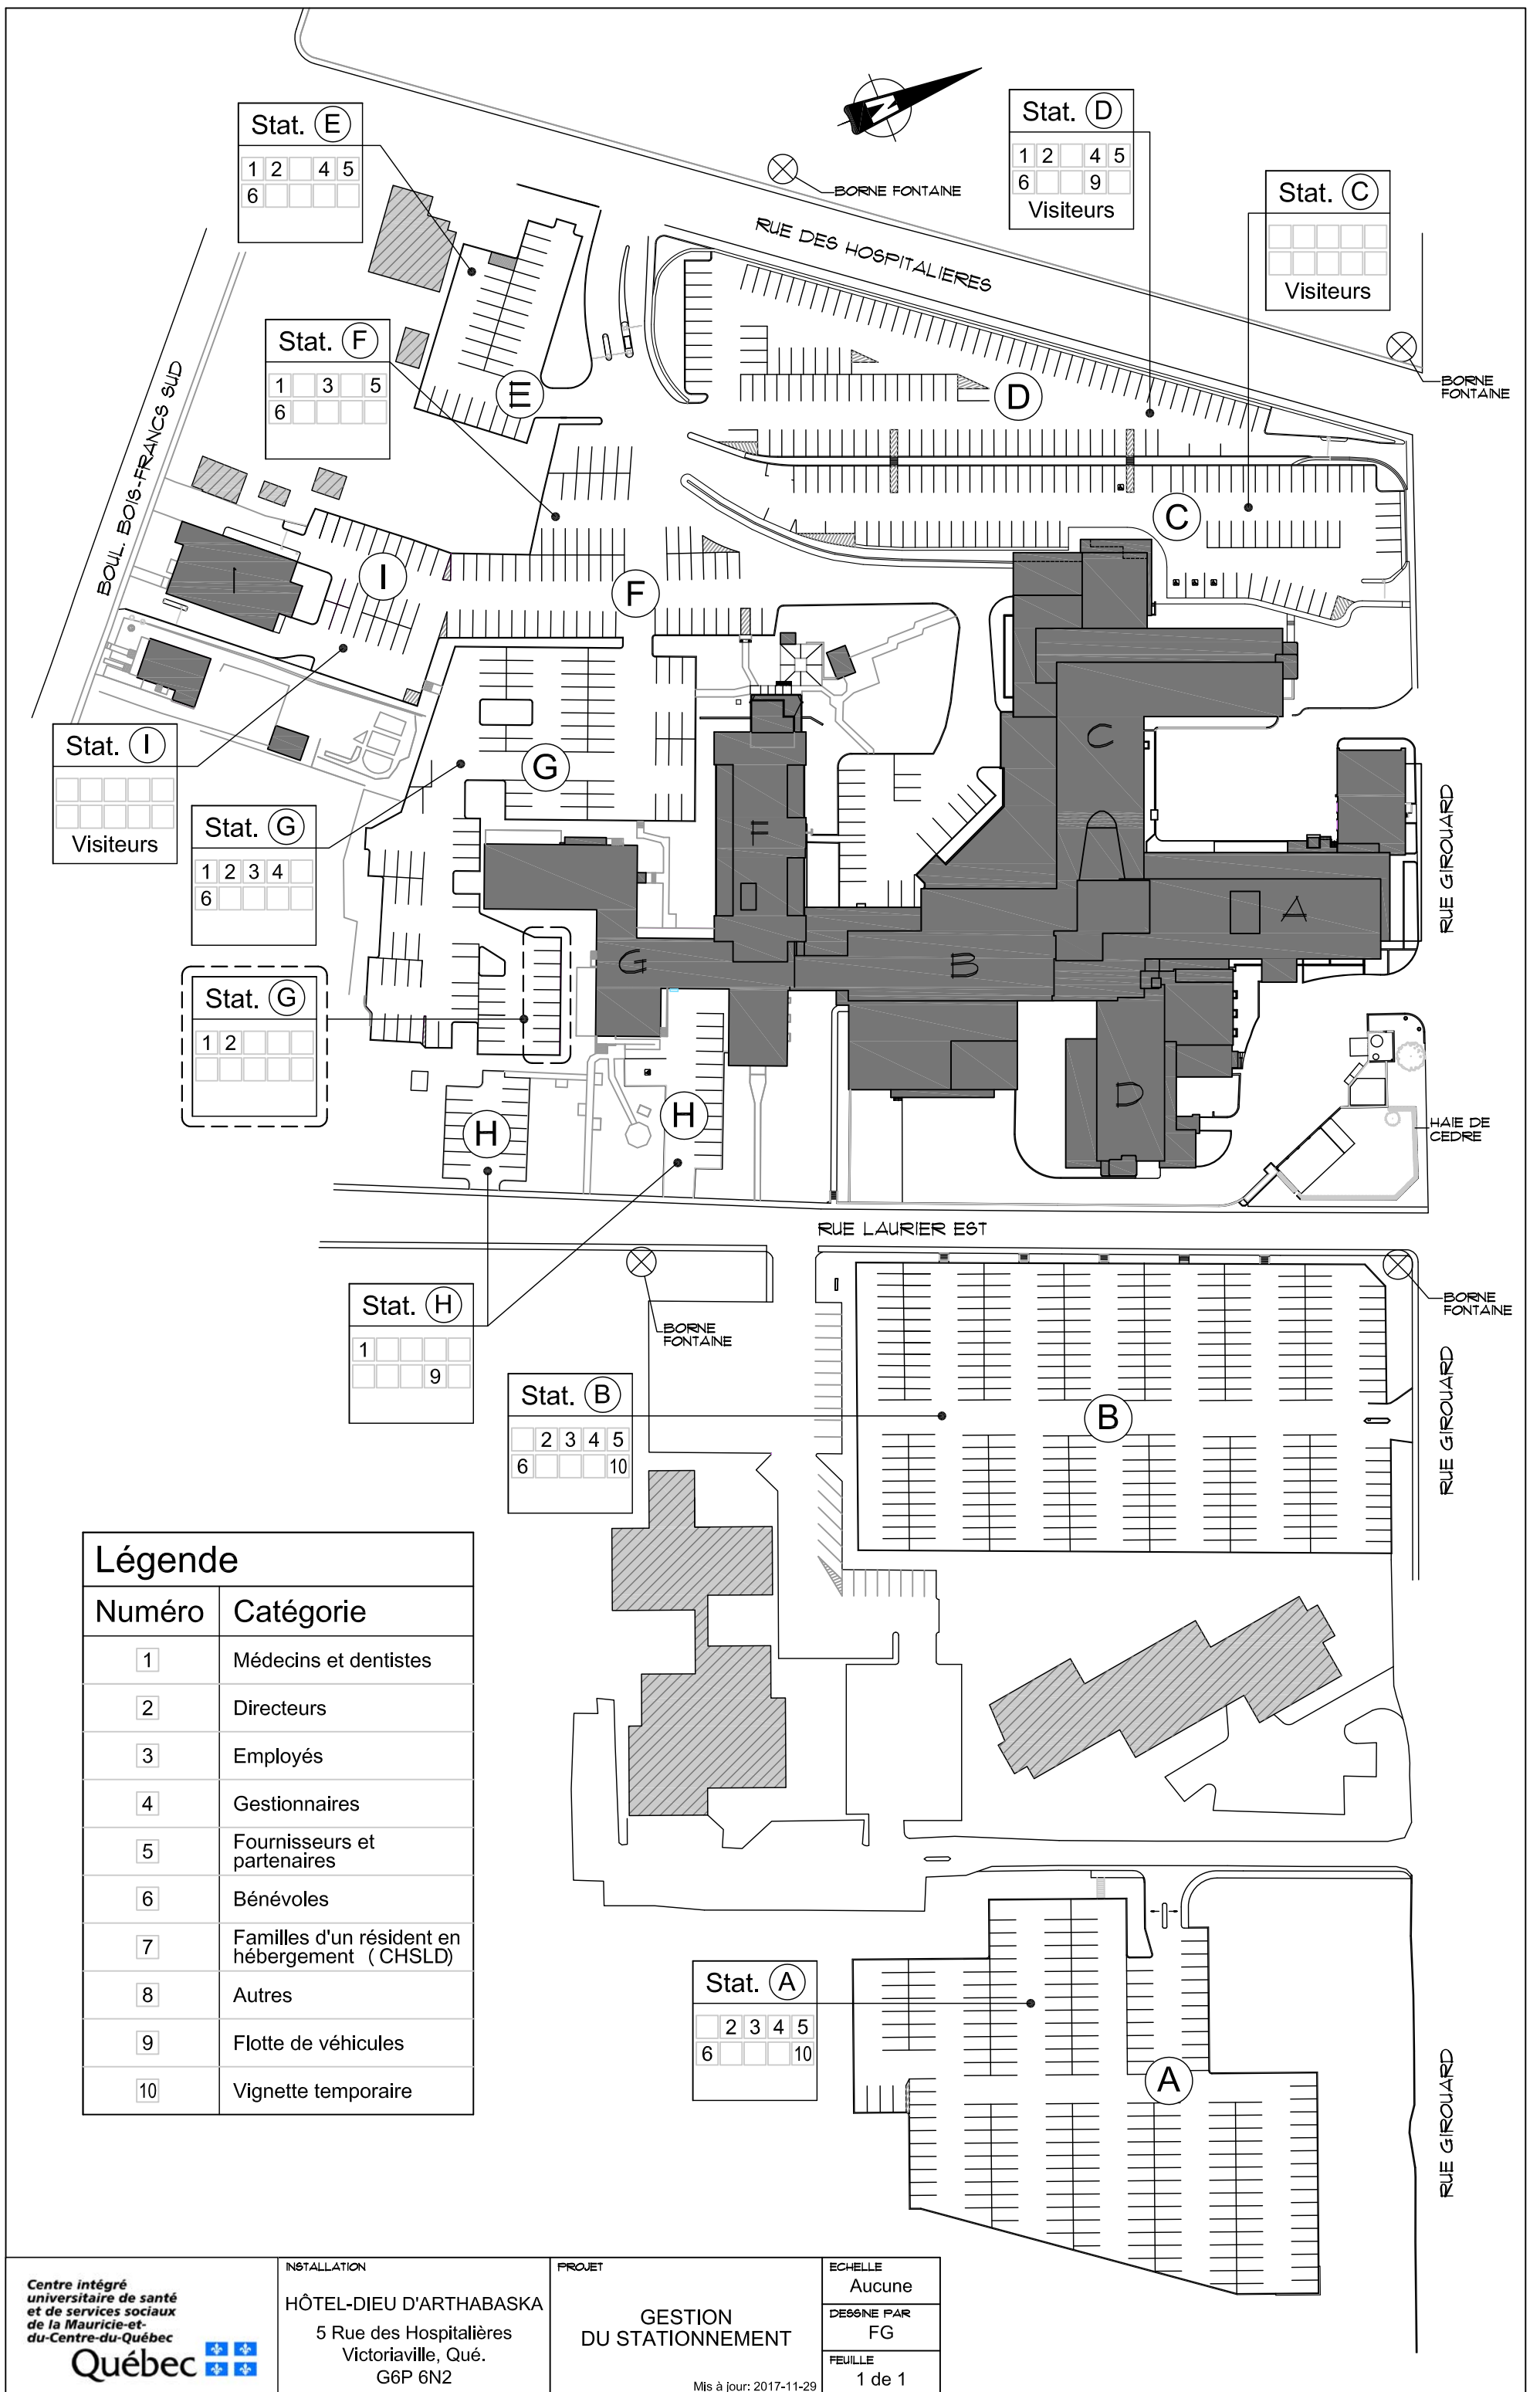 Stat. E
1 2 4 5
6
Stat. D
1 2 4 5
6 9
Visiteurs
N
BORNE FONTAINE
Stat. C
Visiteurs
RUE DES HOSPITALIERES
BORNE
FONTAINE
Stat. F
1 3 5
6
BOUL. BOIS-FRANCS SUD
E
D
C
I
I
F
Stat. I
Visiteurs
G
C
F
Stat. G
1 2 3 4
6
RUE GIROUARD
A
G
B
Stat. G
1 2
D
H
H
HAIE DE
CEDRE
RUE LAURIER EST
BORNE
FONTAINE
BORNE
FONTAINE
Stat. H
1
9
Stat. B
2 3 4 5
6 10
B
RUE GIROUARD
Légende
Numéro Catégorie
1 Médecins et dentistes
2 Directeurs
3 Employés
4 Gestionnaires
5 Fournisseurs et
partenaires
6 Bénévoles
7 Familles d'un résident en
hébergement ( CHSLD)
8 Autres
9 Flotte de véhicules
10 Vignette temporaire
Stat. A
2 3 4 5
6 10
A
RUE GIROUARD
Centre intégré
universitaire de santé
et de services sociaux
de la Mauricie-et-
du-Centre-du-Québec
Québec
INSTALLATION
HÔTEL-DIEU D'ARTHABASKA
5 Rue des Hospitalières
Victoriaville, Qué.
G6P 6N2
PROJET
GESTION
DU STATIONNEMENT
Mis à jour: 2017-11-29
ECHELLE
Aucune
DESSINE PAR
FG
FEUILLE
1 de 1